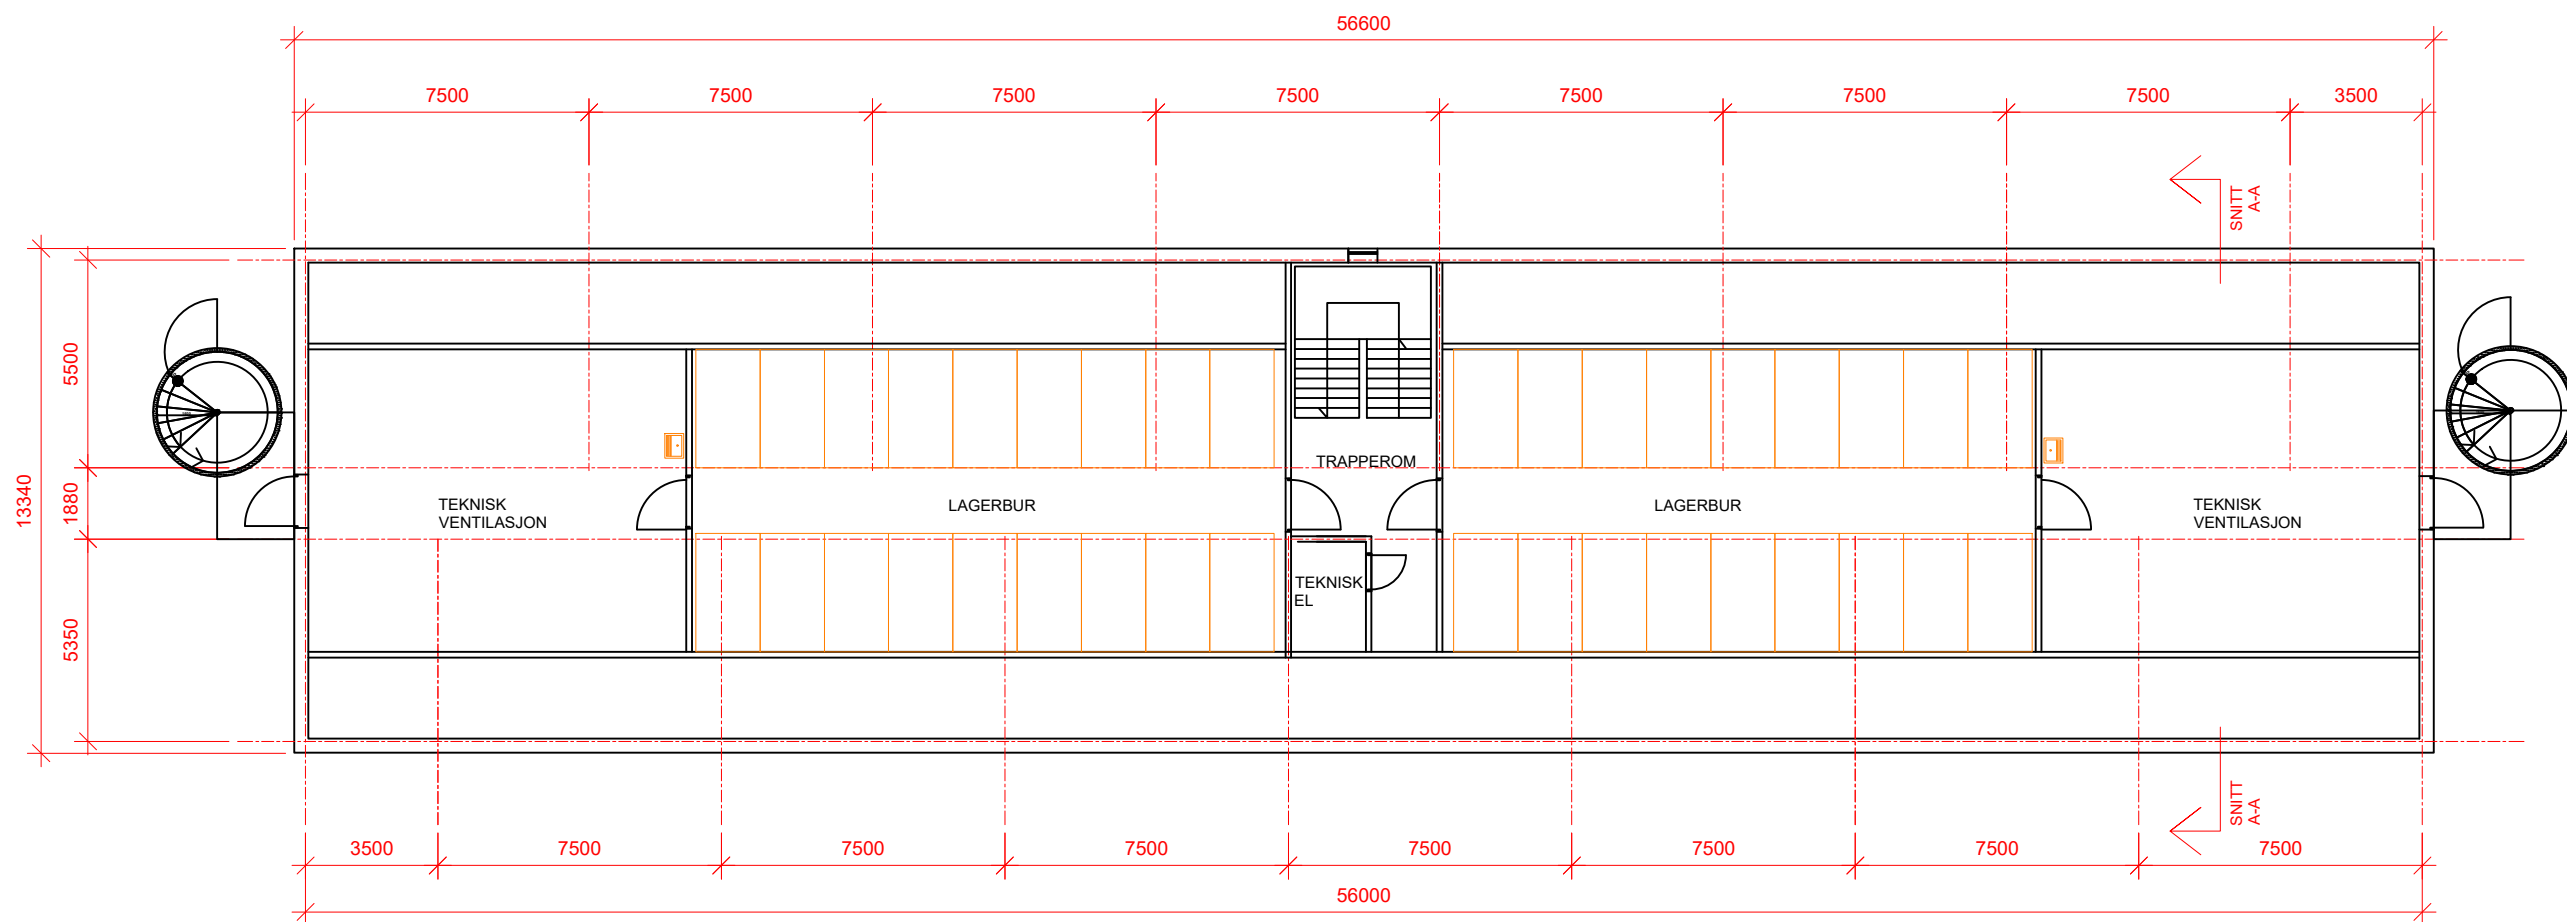 56600
7500 7500 7500 7500 7500 7500 7500 3500
SNITT
A-A
5500
13340
1880
5350
TRAPPEROM
TEKNISK
VENTILASJON
LAGERBUR
LAGERBUR
TEKNISK
VENTILASJON
TEKNISK
EL
SNITT
A-A
3500 7500 7500 7500 7500 7500 7500 7500
56000